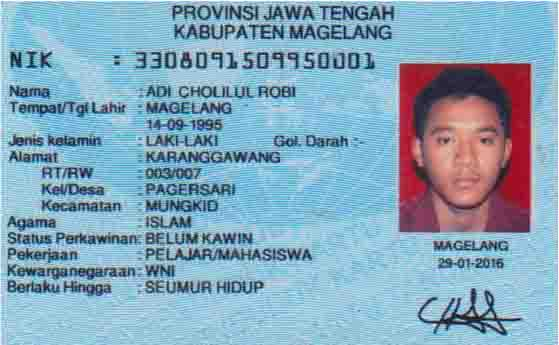 PROVINSI JAWA TENGAH
KABUPATEN MAGELANG
NIK : 3308091509950001
Nama : ADI CHOLILUL ROBI
Tempat/Tgl Lahir : MAGELANG
14-09-1995
Jenis kelamin : LAKI-LAKI Gol. Darah :-
Alamat : KARANGGAWANG
RT/RW : 003/007
Kel/Desa : PAGERSARI
Kecamatan : MUNGKID
Agama : ISLAM
Status Perkawinan: BELUM KAWIN
Pekerjaan : PELAJAR/MAHASISWA
Kewarganegaraan: WNI
Berlaku Hingga : SEUMUR HIDUP
MAGELANG
29-01-2016